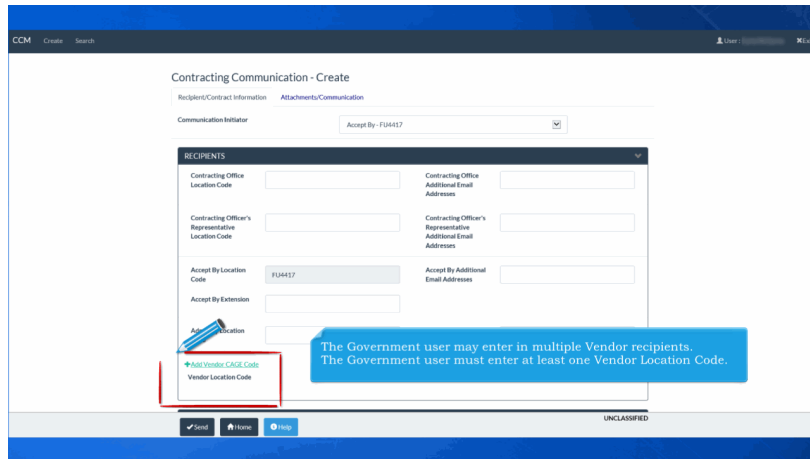 CCM Create Search User: Ex
Contracting Communication - Create
Recipient/Contract Information Attachments/Communication
Communication Initiator Accept By - FU4417
RECIPIENTS
Contracting Office Location Code
Contracting Office Additional Email Addresses
Contracting Officer's Representative Location Code
Contracting Officer's Representative Additional Email Addresses
Accept By Location Code FU4417
Accept By Additional Email Addresses
Accept By Extension
Location
The Government user may enter in multiple Vendor recipients.
The Government user must enter at least one Vendor Location Code.
Add Vendor CAGE Code
Vendor Location Code
UNCLASSIFIED
Send Home Help